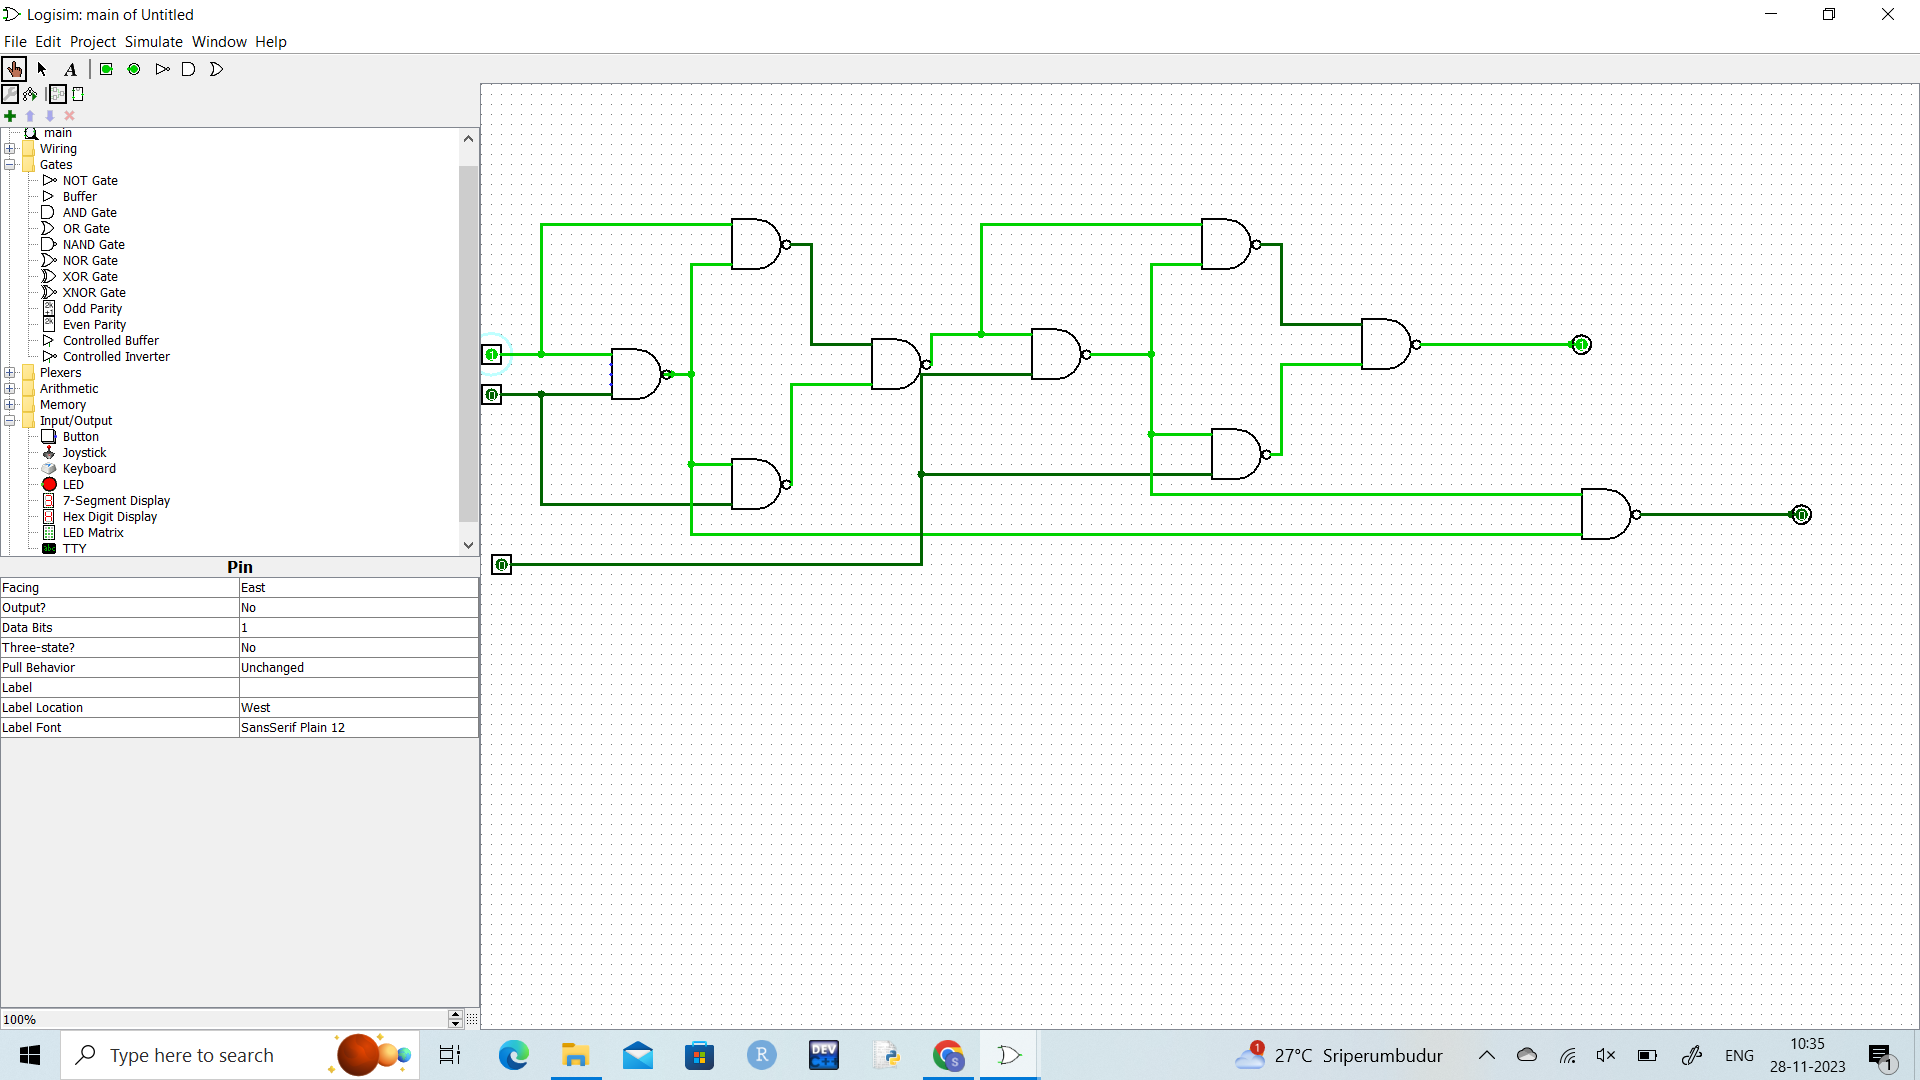 Logisim: main of Untitled
File Edit Project Simulate Window Help
A
main
Wiring
Gates
NOT Gate
Buffer
AND Gate
OR Gate
NAND Gate
NOR Gate
XOR Gate
XNOR Gate
Odd Parity
Even Parity
Controlled Buffer
Controlled Inverter
Plexers
Arithmetic
Memory
Input/Output
Button
Joystick
Keyboard
LED
7-Segment Display
Hex Digit Display
LED Matrix
TTY
Pin
Facing East
Output? No
Data Bits 1
Three-state? No
Pull Behavior Unchanged
Label
Label Location West
Label Font SansSerif Plain 12
100%
1
0
0
1
0
Type here to search
R
DEV C++
S
1
27°C Sriperumbudur
ENG
10:35
28-11-2023
1